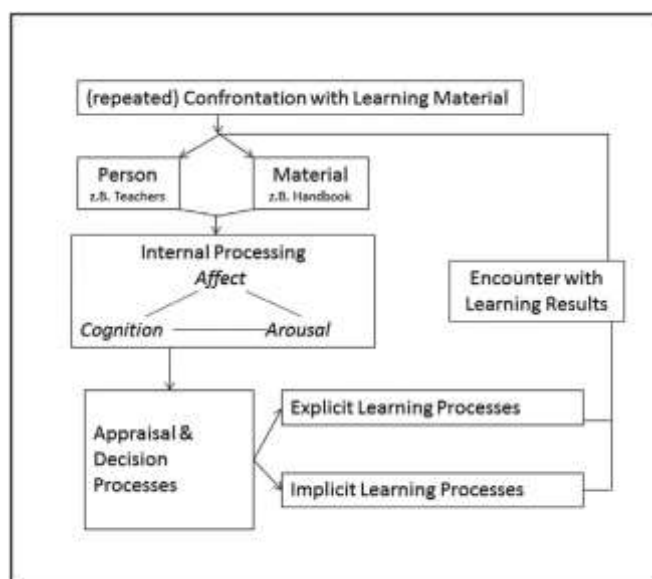 (repeated) Confrontation with Learning Material
Person
z.B. Teachers
Material
z.B. Handbook
Internal Processing
Affect
Cognition
Arousal
Encounter with
Learning Results
Appraisal &
Decision
Processes
Explicit Learning Processes
Implicit Learning Processes